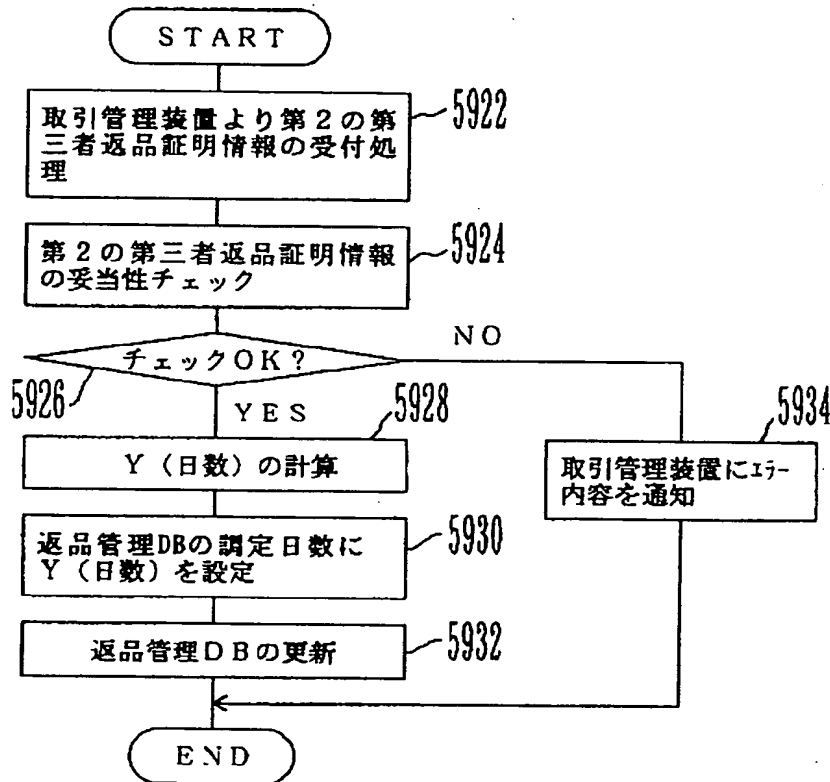 START
取引管理装置より第2の第
三者返品証明情報の受付処
理
5922
第2の第三者返品証明情報
の妥当性チェック
5924
チェックOK?
NO
5926
YES
5928
Y(日数)の計算
5934
取引管理装置にエラー
内容を通知
返品管理DBの調定日数に
Y(日数)を設定
5930
返品管理DBの更新
5932
END